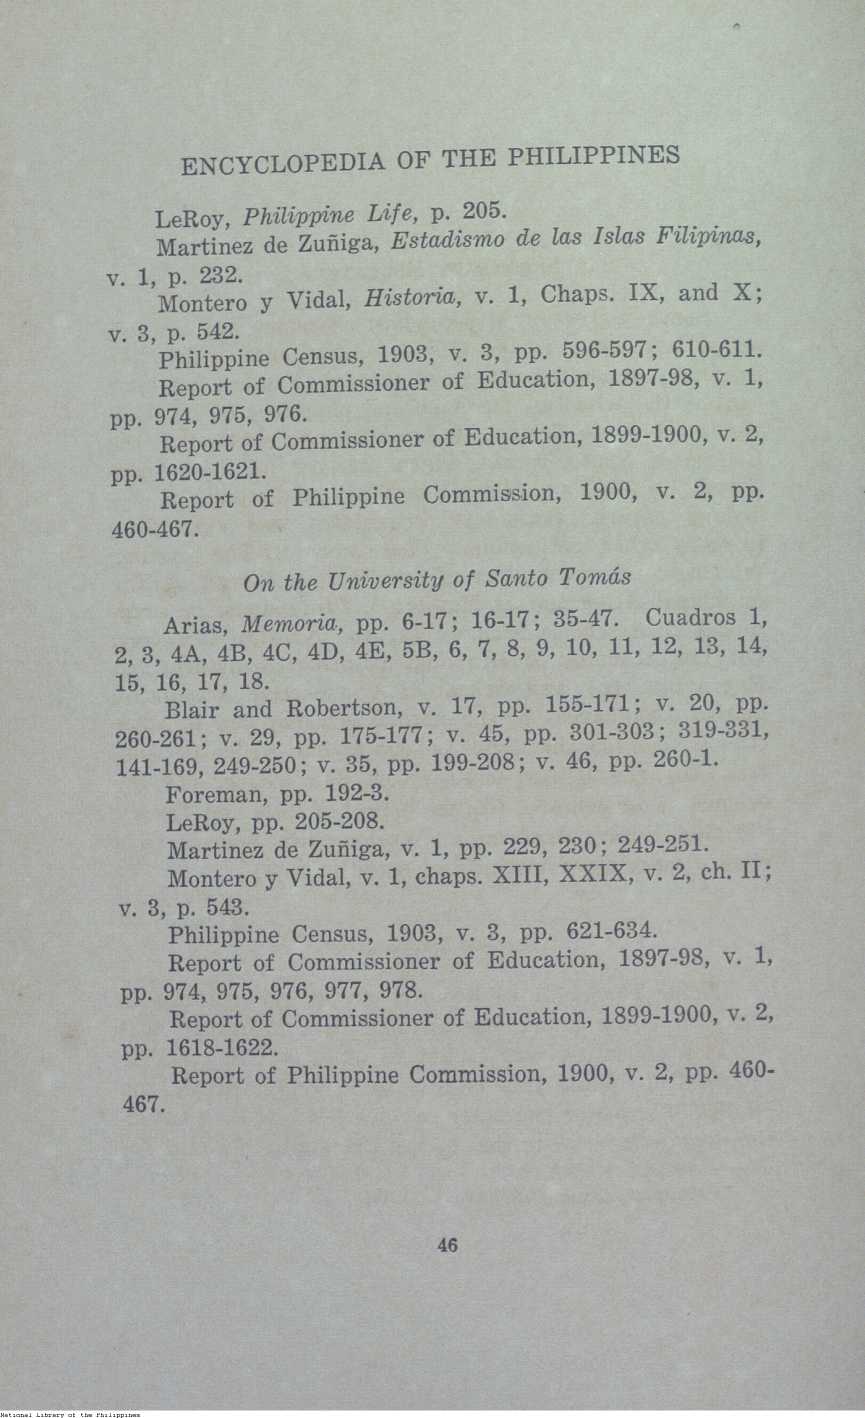 ENCYCLOPEDIA OF THE PHILIPPINES
LeRoy, Philippine Life, p. 205.
Martinez de Zuñiga, Estadismo de las Islas Filipinas,
v. 1, p. 232.
Montero y Vidal, Historia, v. 1, Chaps. IX, and X;
v. 3, p. 542.
Philippine Census, 1903, v. 3, pp. 596-597; 610-611.
Report of Commissioner of Education, 1897-98, v. 1,
pp. 974, 975, 976.
Report of Commissioner of Education, 1899-1900, v. 2,
pp. 1620-1621.
Report of Philippine Commission, 1900, v. 2, pp.
460-467.
On the University of Santo Tomás
Arias, Memoria, pp. 6-17; 16-17; 35-47. Cuadros 1,
2, 3, 4A, 4B, 4C, 4D, 4E, 5B, 6, 7, 8, 9, 10, 11, 12, 13, 14,
15, 16, 17, 18.
Blair and Robertson, v. 17, pp. 155-171; v. 20, pp.
260-261; v. 29, pp. 175-177; v. 45, pp. 301-303; 319-331,
141-169, 249-250; v. 35, pp. 199-208; v. 46, pp. 260-1.
Foreman, pp. 192-3.
LeRoy, pp. 205-208.
Martinez de Zuñiga, v. 1, pp. 229, 230; 249-251.
Montero y Vidal, v. 1, chaps. XIII, XXIX, v. 2, ch. II;
v. 3, p. 543.
Philippine Census, 1903, v. 3, pp. 621-634.
Report of Commissioner of Education, 1897-98, v. 1,
pp. 974, 975, 976, 977, 978.
Report of Commissioner of Education, 1899-1900, v. 2,
pp. 1618-1622.
Report of Philippine Commission, 1900, v. 2, pp. 460-
467.
46
National Library of the Philippines